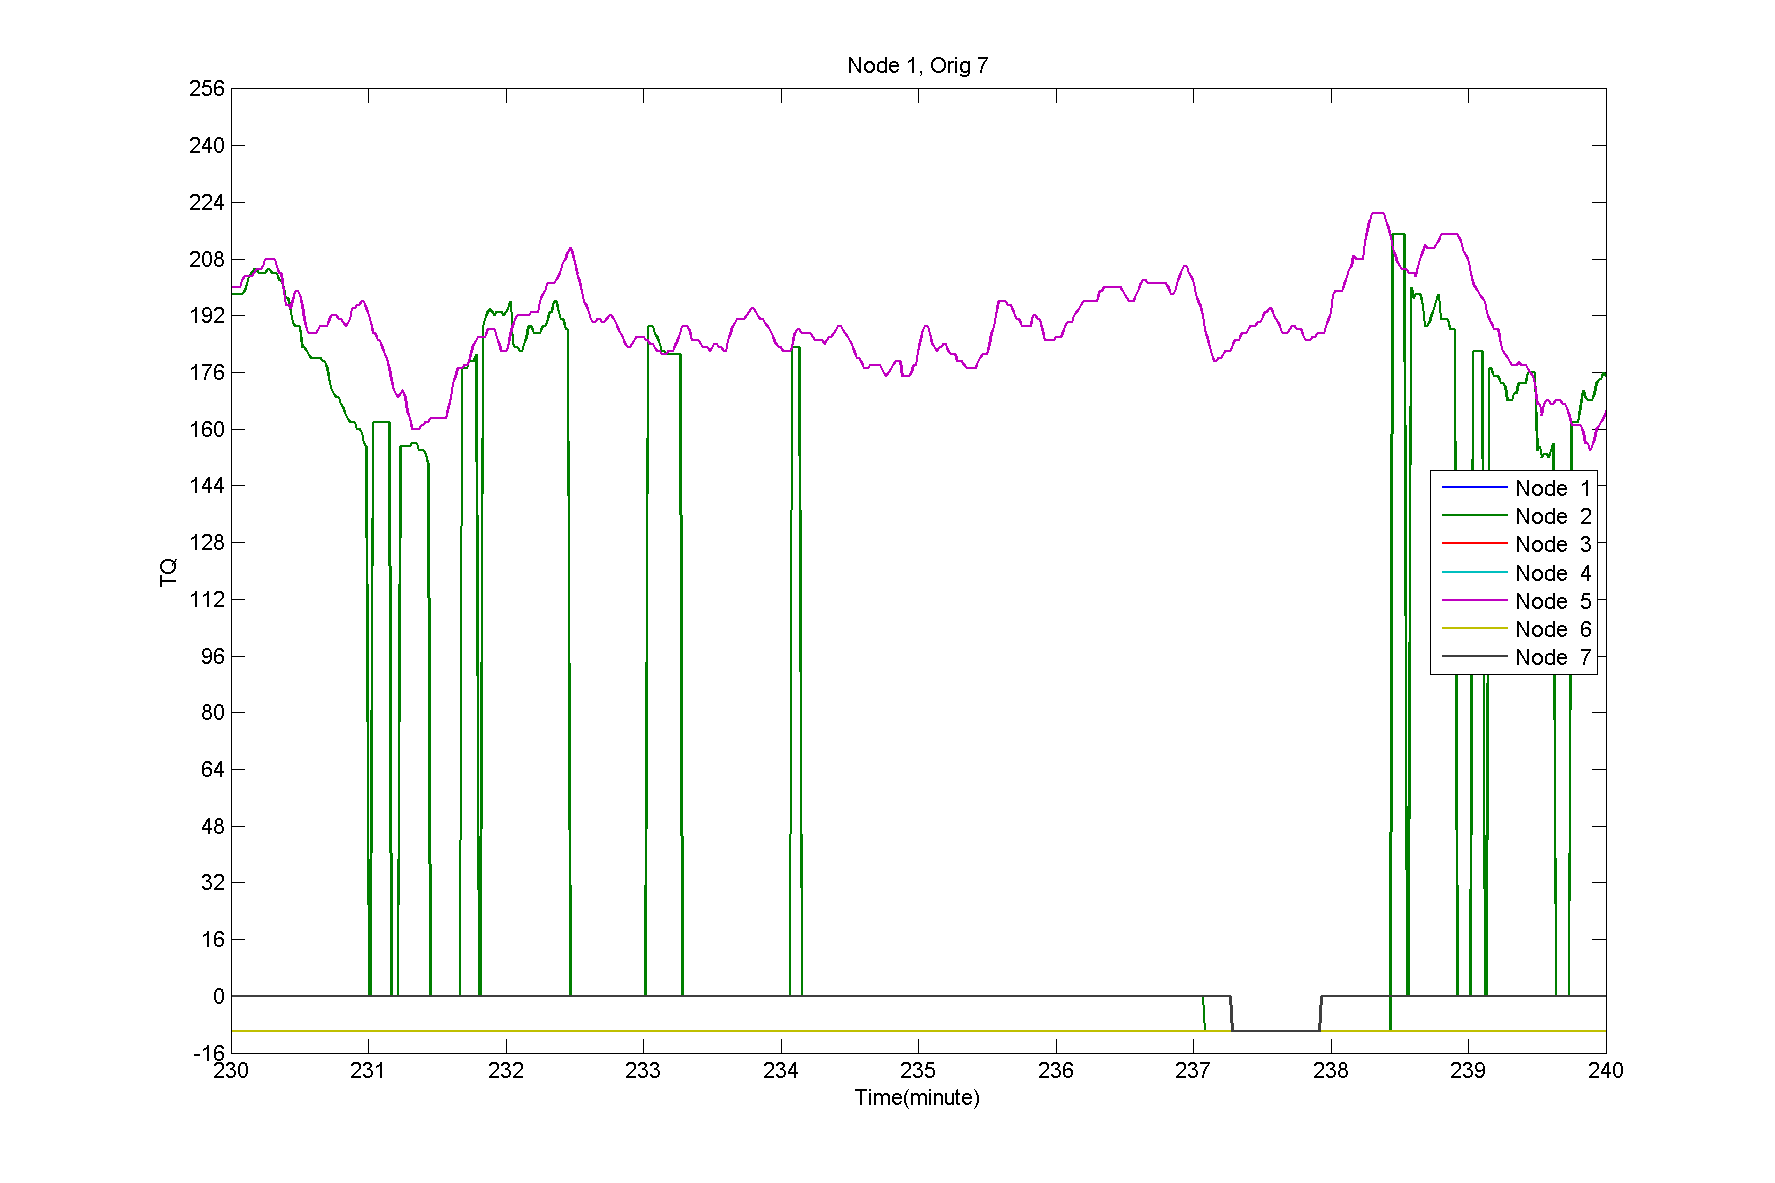 Node 1, Orig 7
256
240
224
208
192
176
160
144
128
112
96
80
64
48
32
16
0
-16
TQ
Node 1
Node 2
Node 3
Node 4
Node 5
Node 6
Node 7
230 231 232 233 234 235 236 237 238 239 240
Time(minute)